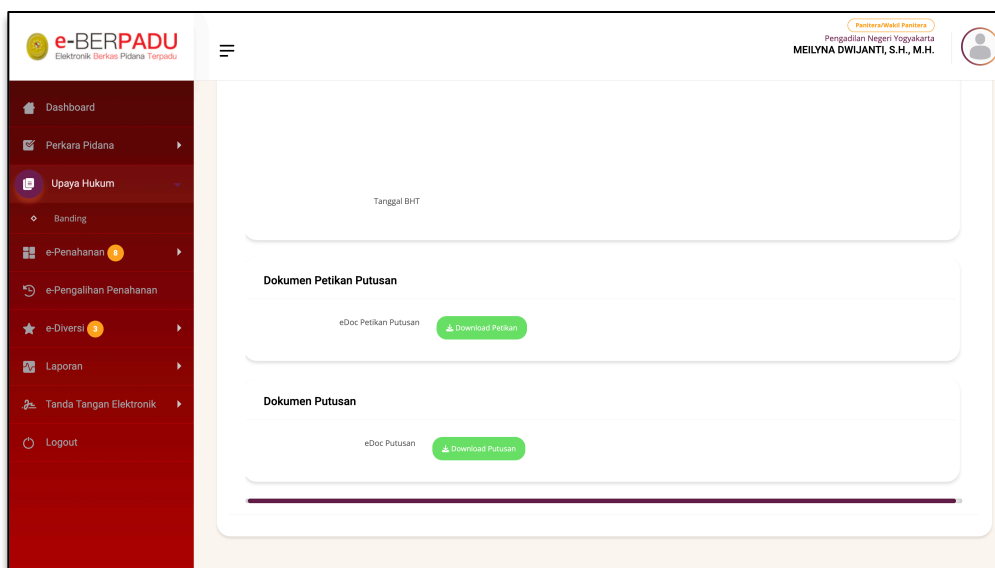 e-BERPADU
Elektronik Berkas Pidana Terpadu
Panitera/Wakil Panitera
Pengadilan Negeri Yogyakarta
MEILYNA DWIJANTI, S.H., M.H.
Dashboard
Perkara Pidana
Upaya Hukum
Banding
e-Penahanan 6
e-Pengalihan Penahanan
e-Diversi 3
Laporan
Tanda Tangan Elektronik
Logout
Tanggal BHT
Dokumen Petikan Putusan
eDoc Petikan Putusan
Download Petikan
Dokumen Putusan
eDoc Putusan
Download Putusan